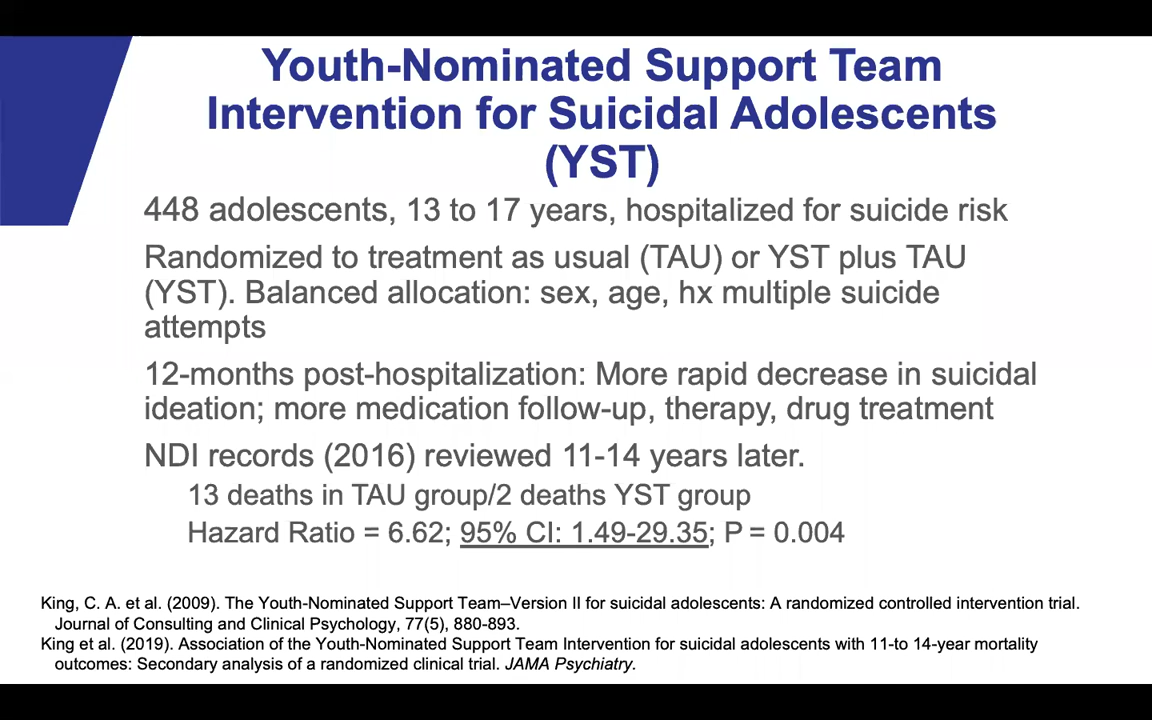 Youth-Nominated Support Team
Intervention for Suicidal Adolescents
(YST)
448 adolescents, 13 to 17 years, hospitalized for suicide risk
Randomized to treatment as usual (TAU) or YST plus TAU
(YST). Balanced allocation: sex, age, hx multiple suicide
attempts
12-months post-hospitalization: More rapid decrease in suicidal
ideation; more medication follow-up, therapy, drug treatment
NDI records (2016) reviewed 11-14 years later.
13 deaths in TAU group/2 deaths YST group
Hazard Ratio = 6.62; 95% CI: 1.49-29.35; P = 0.004
King, C. A. et al. (2009). The Youth-Nominated Support Team–Version II for suicidal adolescents: A randomized controlled intervention trial.
Journal of Consulting and Clinical Psychology, 77(5), 880-893.
King et al. (2019). Association of the Youth-Nominated Support Team Intervention for suicidal adolescents with 11-to 14-year mortality
outcomes: Secondary analysis of a randomized clinical trial. JAMA Psychiatry.